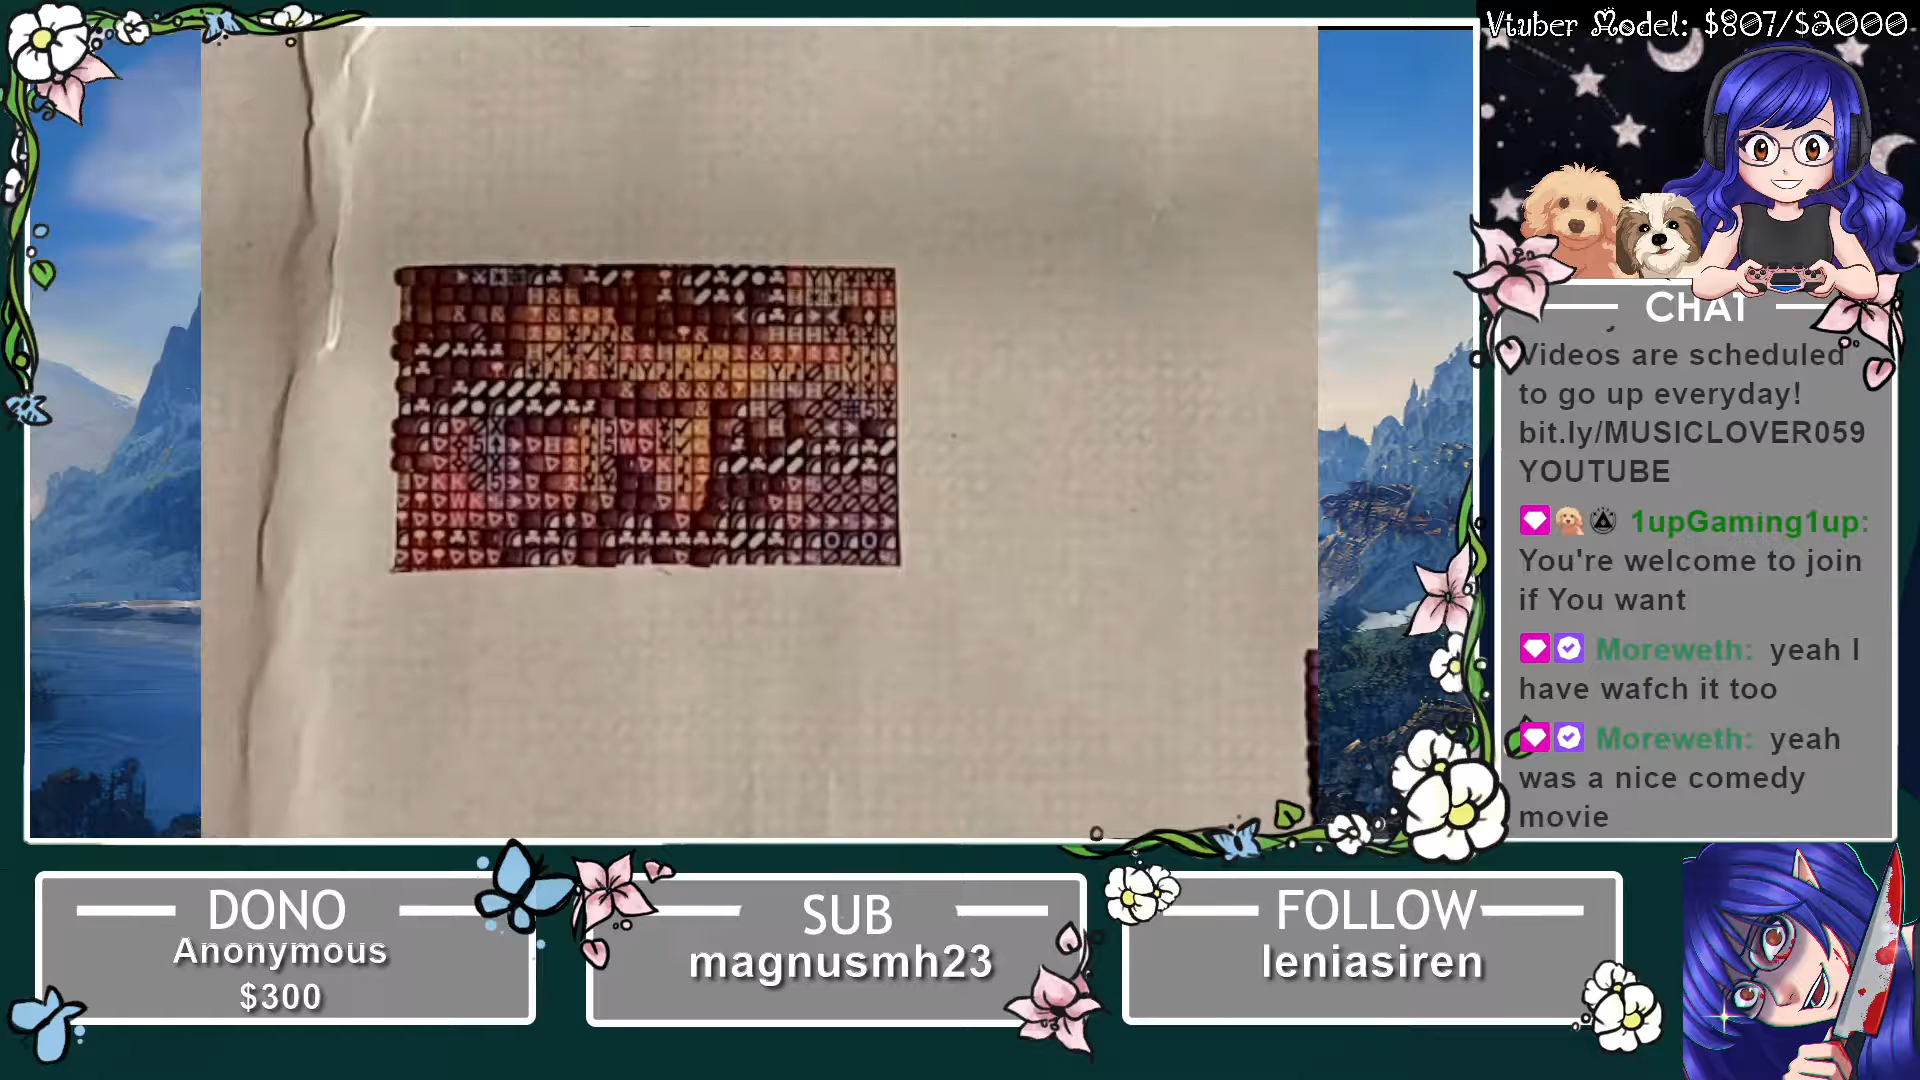 Vtuber Model: $807/$2000
CHAT
Videos are scheduled
to go up everyday!
bit.ly/MUSICLOVER059
YOUTUBE
1upGaming1up:
You're welcome to join
if You want
Moreweth: yeah I
have wafch it too
Moreweth: yeah
was a nice comedy
movie
DONO
Anonymous
$300
SUB
magnusmh23
FOLLOW
leniasiren